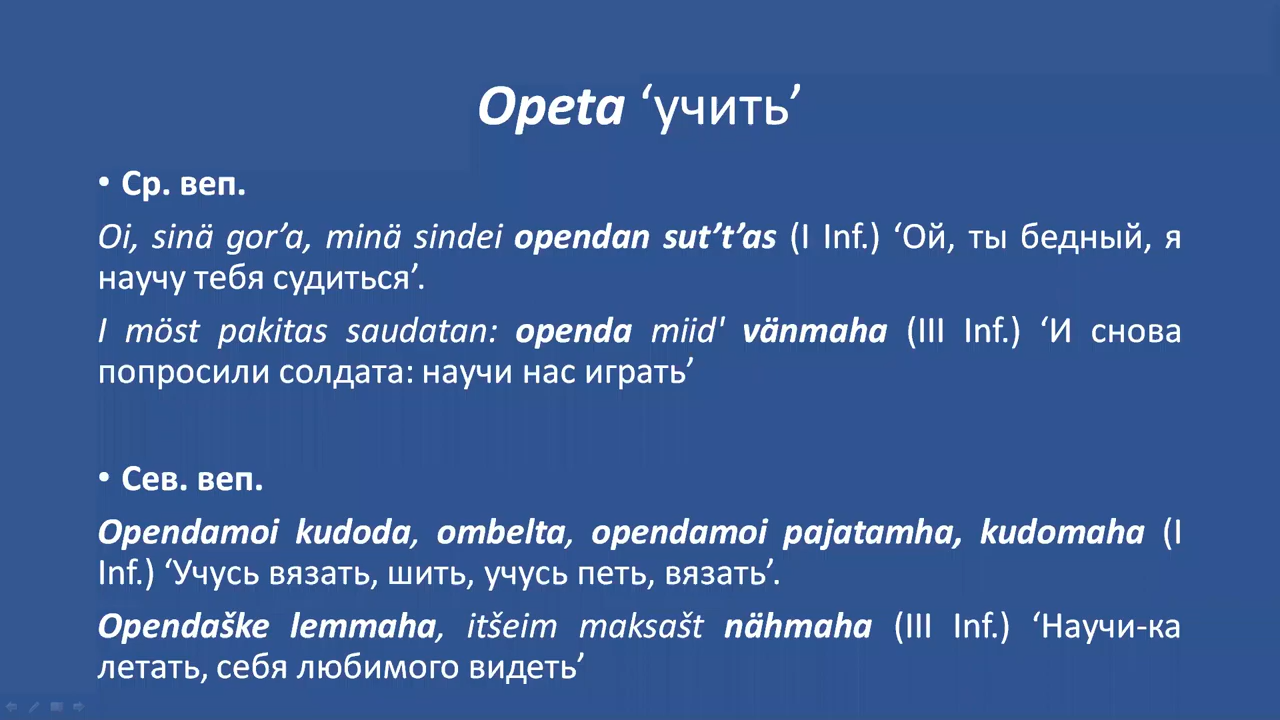 Opeta ‘учить’
• Ср. веп.
Oi, sinä gor’a, minä sindei opendan sut’t’as (I Inf.) ‘Ой, ты бедный, я
научу тебя судиться’.
I möst pakitas saudatan: openda miid' vänmaha (III Inf.) ‘И снова
попросили солдата: научи нас играть’
• Сев. веп.
Opendamoi kudoda, ombelta, opendamoi pajatamha, kudomaha (I
Inf.) ‘Учусь вязать, шить, учусь петь, вязать’.
Opendaške lemmaha, itšeim maksašt nähmaha (III Inf.) ‘Научи-ка
летать, себя любимого видеть’